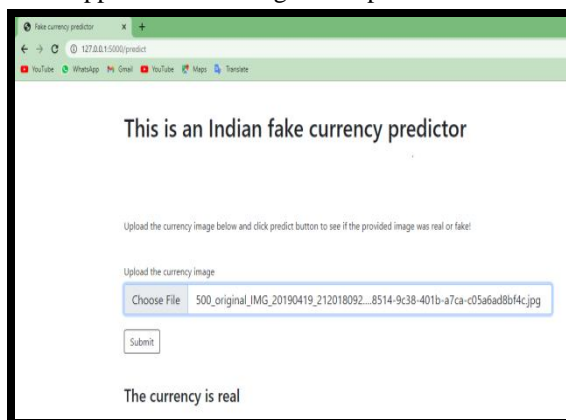 Fake currency predictor
127.0.0.1:5000/predict
YouTube WhatsApp Gmail YouTube Maps Translate
This is an Indian fake currency predictor
Upload the currency image below and click predict button to see if the provided image was real or fake!
Upload the currency image
Choose File 500_original_IMG_20190419_212018092....8514-9c38-401b-a7ca-c05a6ad8bf4c.jpg
Submit
The currency is real